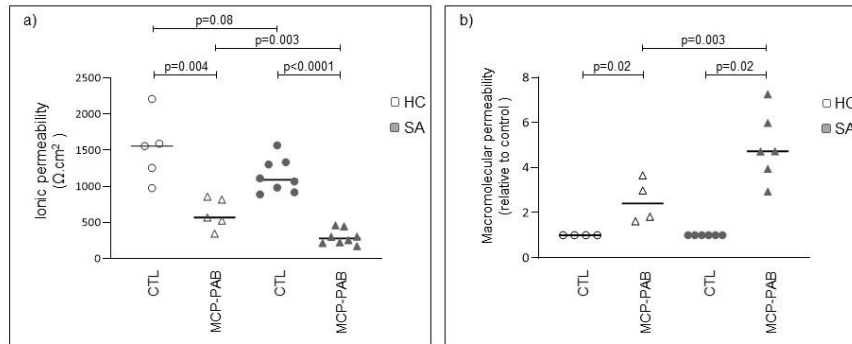 a)
p=0.08
p=0.003
p=0.004
p<0.0001
Ionic permeability
(Ω.cm²)
2500
2000
1500
1000
500
0
CTL
MCP-PAB
CTL
MCP-PAB
HC
SA
b)
p=0.003
p=0.02
p=0.02
Macromolecular permeability
(relative to control )
8
6
4
2
0
CTL
MCP-PAB
CTL
MCP-PAB
HC
SA